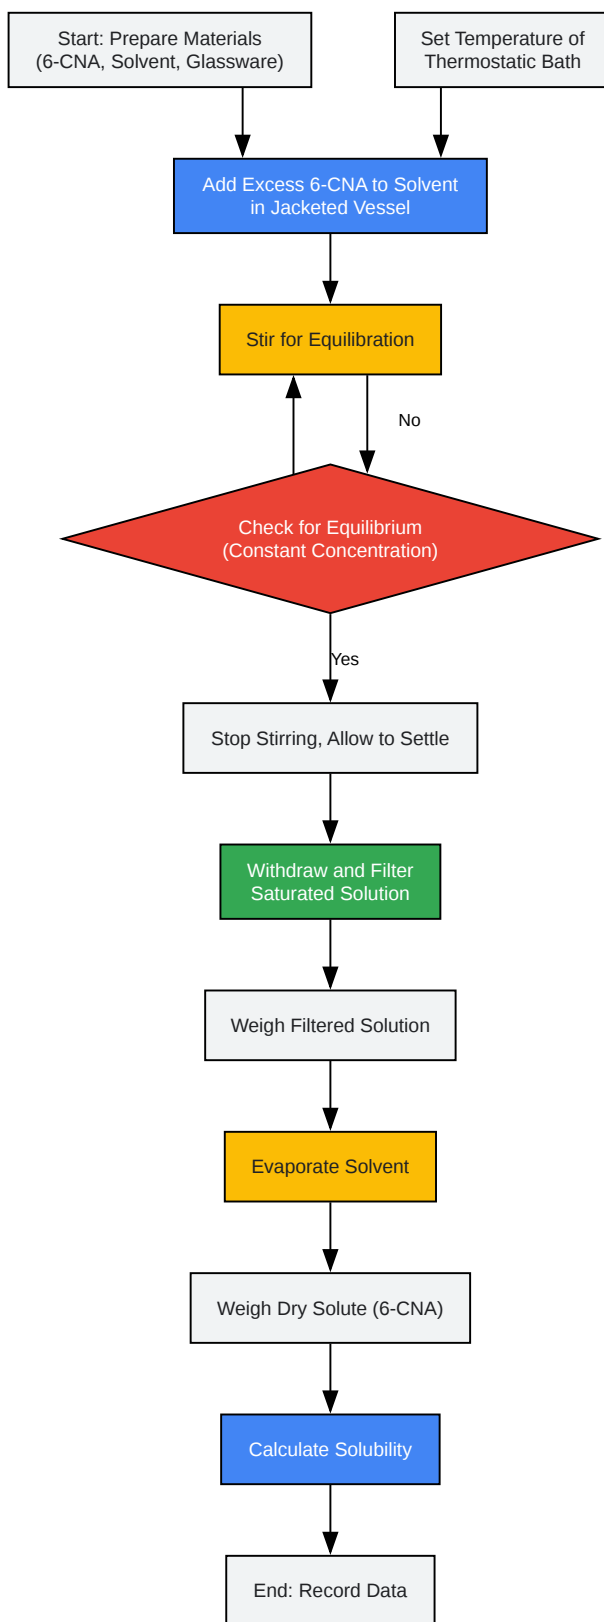 Start: Prepare Materials
(6-CNA, Solvent, Glassware)
Set Temperature of
Thermostatic Bath
Add Excess 6-CNA to Solvent
in Jacketed Vessel
Stir for Equilibration
No
Check for Equilibrium
(Constant Concentration)
Yes
Stop Stirring, Allow to Settle
Withdraw and Filter
Saturated Solution
Weigh Filtered Solution
Evaporate Solvent
Weigh Dry Solute (6-CNA)
Calculate Solubility
End: Record Data